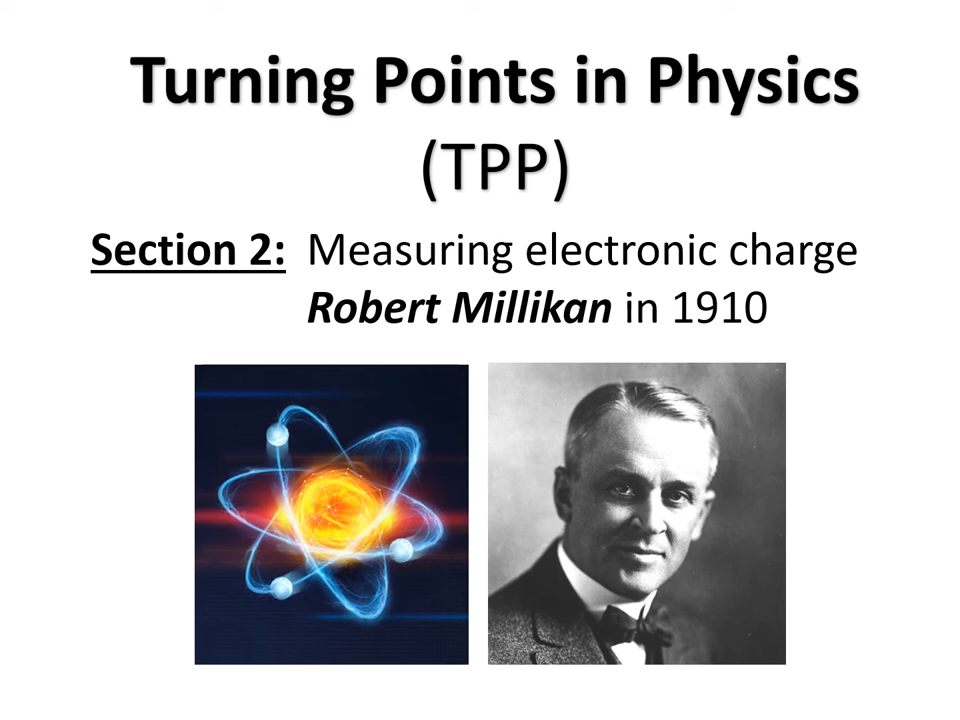 Turning Points in Physics
(TPP)
Section 2: Measuring electronic charge
Robert Millikan in 1910